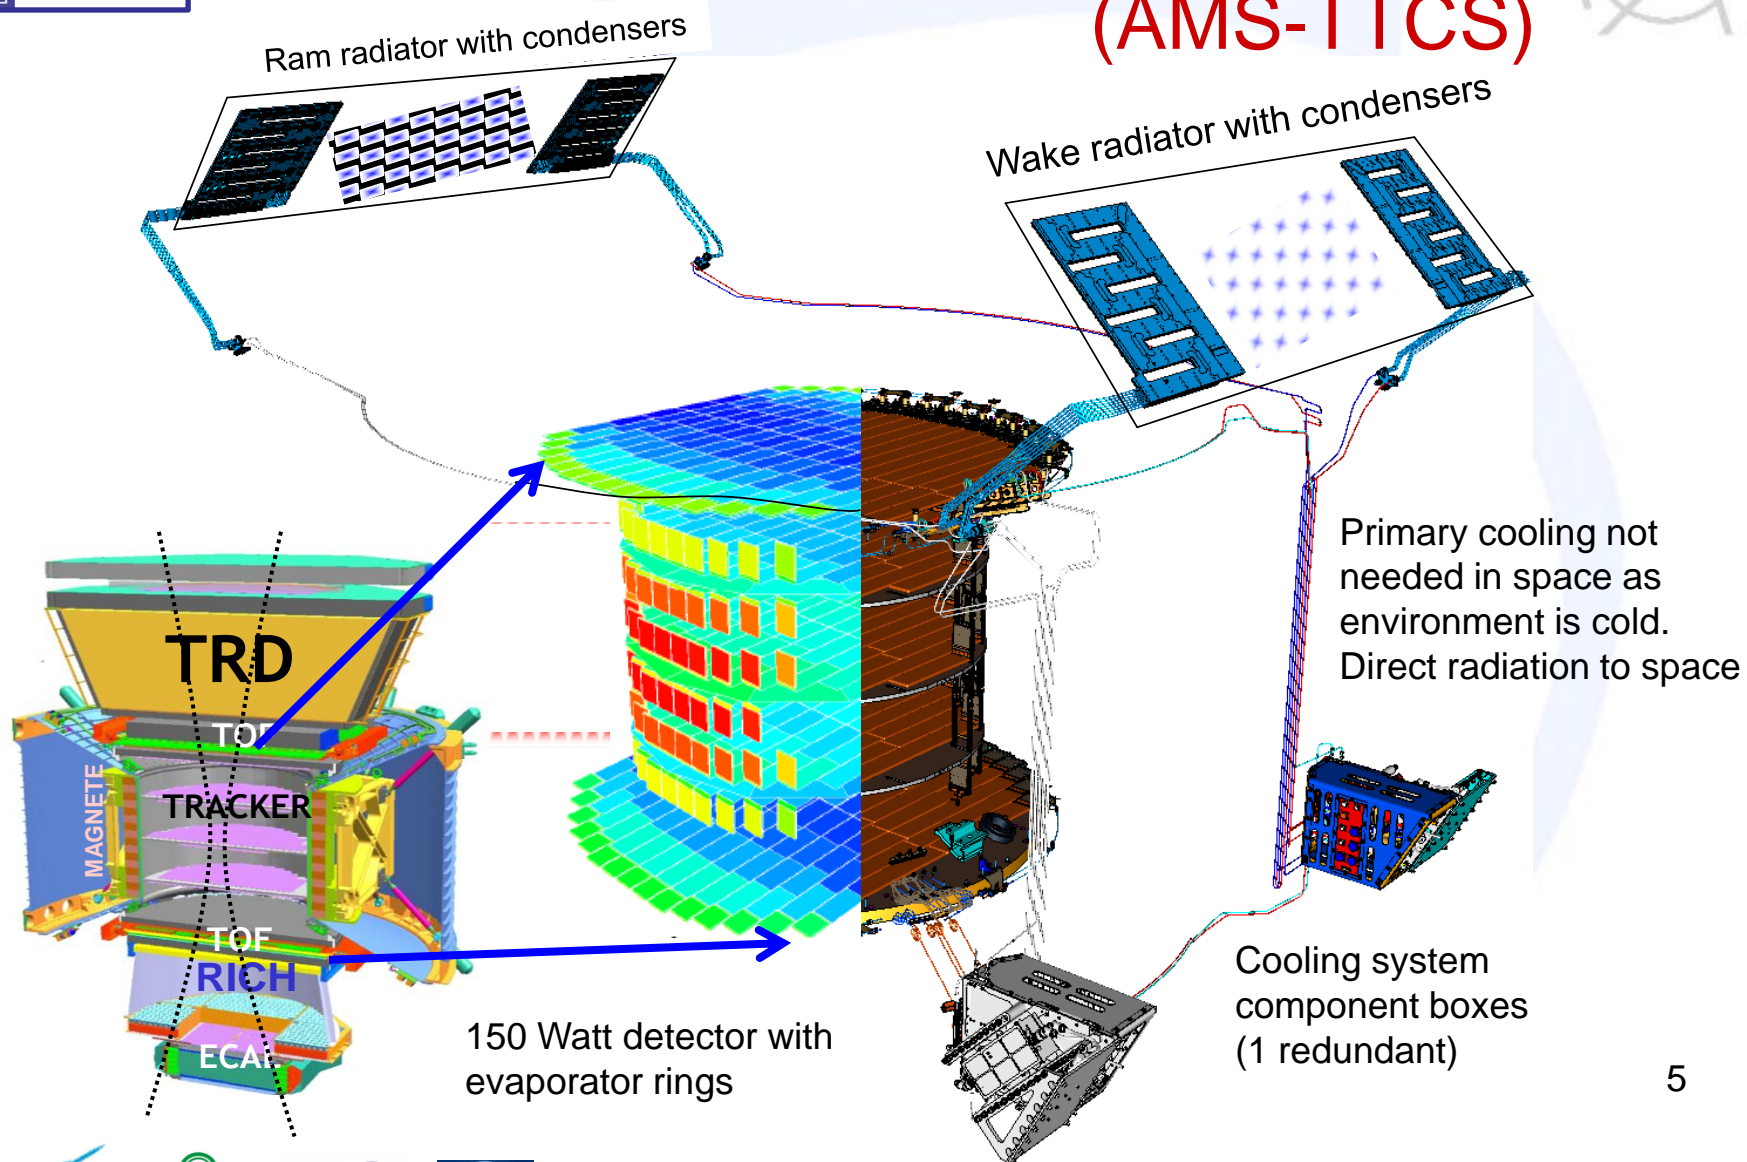 (AMS-TTCS)
Ram radiator with condensers
Wake radiator with condensers
Primary cooling not
needed in space as
environment is cold.
Direct radiation to space
TRD
TOF
MAGNETE
TRACKER
TOF
RICH
ECAL
150 Watt detector with
evaporator rings
Cooling system
component boxes
(1 redundant)
5